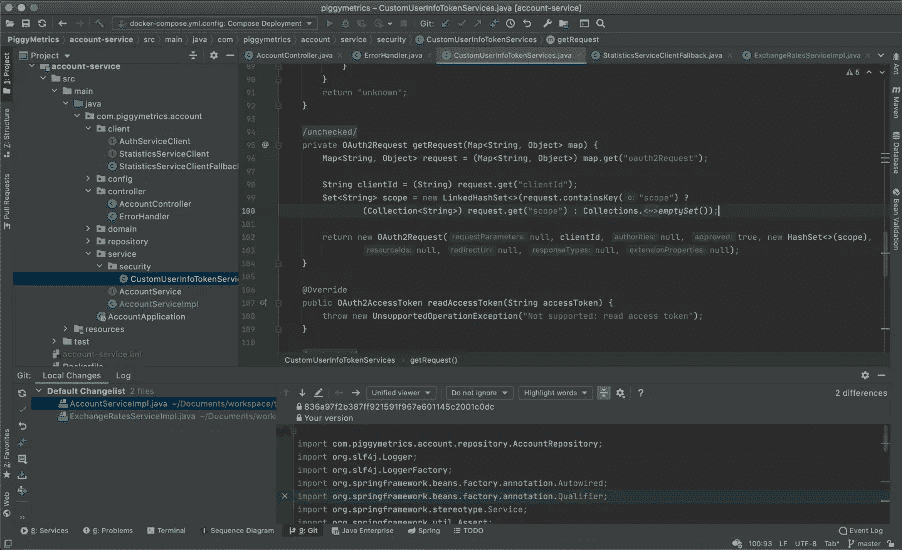 piggymetrics – CustomUserInfoTokenServices.java [account-service]
docker-compose.yml.config: Compose Deployment
Git:
PiggyMetrics account-service src main java com piggymetrics account service security CustomUserInfoTokenServices getRequest
Project
AccountController.java ErrorHandler.java CustomUserInfoTokenServices.java StatisticsServiceClientFallback.java ExchangeRatesServiceImpl.java
account-service
src
main
java
com.piggymetrics.account
client
AuthServiceClient
StatisticsServiceClient
StatisticsServiceClientFallback
config
controller
AccountController
ErrorHandler
domain
repository
service
security
CustomUserInfoTokenServic
AccountService
AccountServiceImpl
AccountApplication
resources
test
account-service.iml
Dockerfile
1: Project
7: Structure
Pull Requests
2: Favorites
Web
}
90 }
91 return "unknown";
92 }
93
94 /unchecked/
95 private OAuth2Request getRequest(Map<String, Object> map) {
96 Map<String, Object> request = (Map<String, Object>) map.get("oauth2Request");
98 String clientId = (String) request.get("clientId");
99 Set<String> scope = new LinkedHashSet<>(request.containsKey( o: "scope") ?
100 (Collection<String>) request.get("scope") : Collections.<~>emptySet());
102 return new OAuth2Request( requestParameters: null, clientId, authorities: null, approved: true, new HashSet<>(scope),
103 resourceIds: null, redirectUri: null, responseTypes: null, extensionProperties: null);
104 }
105
106 @Override
107 public OAuth2AccessToken readAccessToken(String accessToken) {
108 throw new UnsupportedOperationException("Not supported: read access token");
109 }
110
CustomUserInfoTokenServices getRequest()
5
Ant
Maven
Database
Bean Validation
Git: Local Changes Log
Default Changelist 2 files
AccountServiceImpl.java ~/Documents/workspace/
ExchangeRatesServiceImpl.java ~/Documents/work
Unified viewer Do not ignore Highlight words ? 2 differences
836a97f2b387ff921591f967e601145c2001c0dc
Your version
import com.piggymetrics.account.repository.AccountRepository;
import org.slf4j.Logger;
import org.slf4j.LoggerFactory;
import org.springframework.beans.factory.annotation.Autowired;
import org.springframework.beans.factory.annotation.Qualifier;
import org.springframework.stereotype.Service;
import org.springframework.util.Assert;
8: Services 6: Problems Terminal Sequence Diagram 9: Git Java Enterprise Spring TODO Event Log
100:93 LF UTF-8 Tab* master